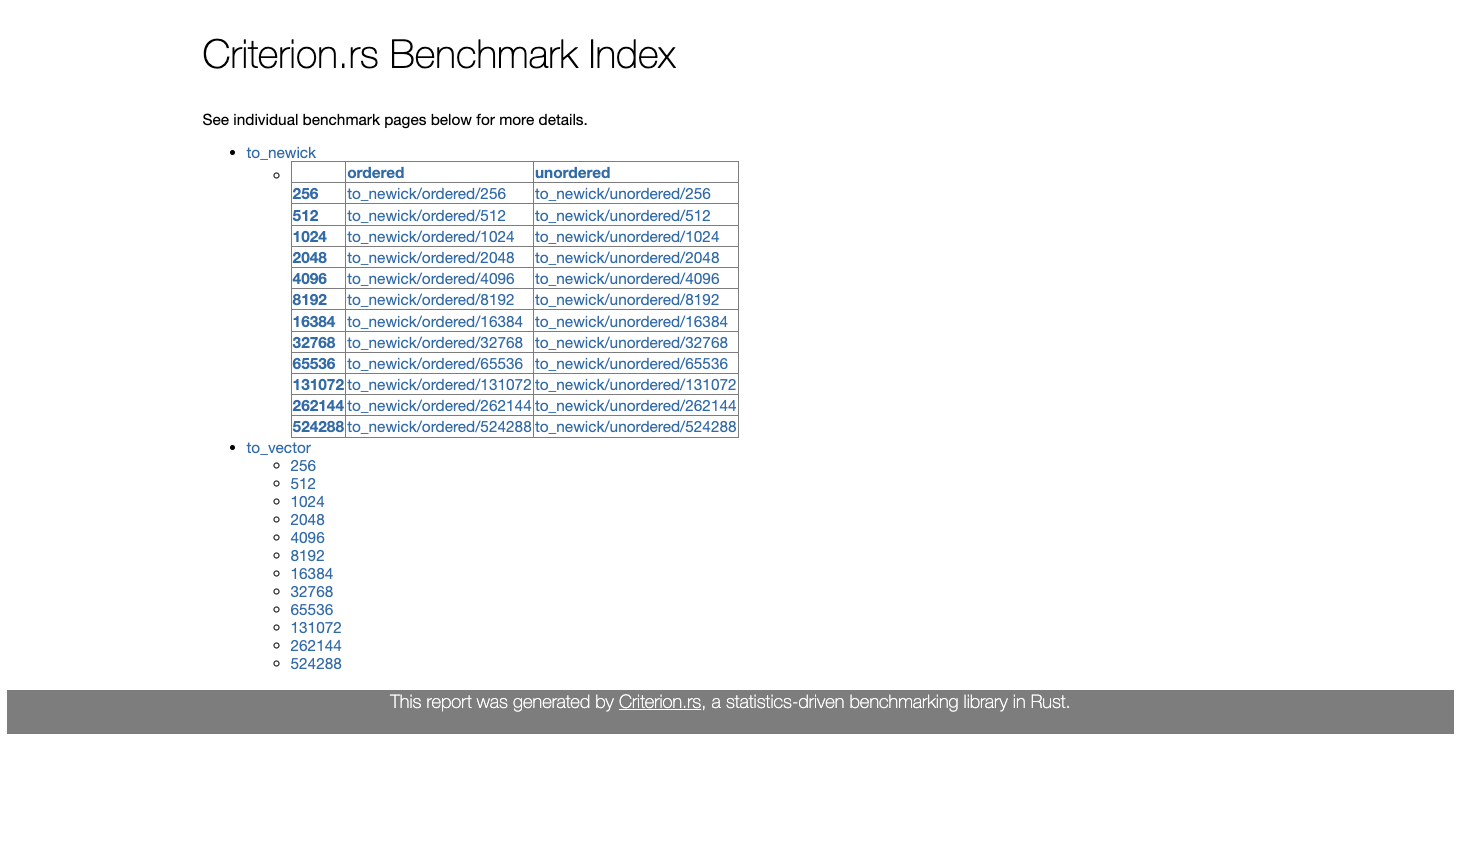 Criterion.rs Benchmark Index
See individual benchmark pages below for more details.
to_newick
ordered unordered
256 to_newick/ordered/256 to_newick/unordered/256
512 to_newick/ordered/512 to_newick/unordered/512
1024 to_newick/ordered/1024 to_newick/unordered/1024
2048 to_newick/ordered/2048 to_newick/unordered/2048
4096 to_newick/ordered/4096 to_newick/unordered/4096
8192 to_newick/ordered/8192 to_newick/unordered/8192
16384 to_newick/ordered/16384 to_newick/unordered/16384
32768 to_newick/ordered/32768 to_newick/unordered/32768
65536 to_newick/ordered/65536 to_newick/unordered/65536
131072 to_newick/ordered/131072 to_newick/unordered/131072
262144 to_newick/ordered/262144 to_newick/unordered/262144
524288 to_newick/ordered/524288 to_newick/unordered/524288
to_vector
256
512
1024
2048
4096
8192
16384
32768
65536
131072
262144
524288
This report was generated by Criterion.rs, a statistics-driven benchmarking library in Rust.